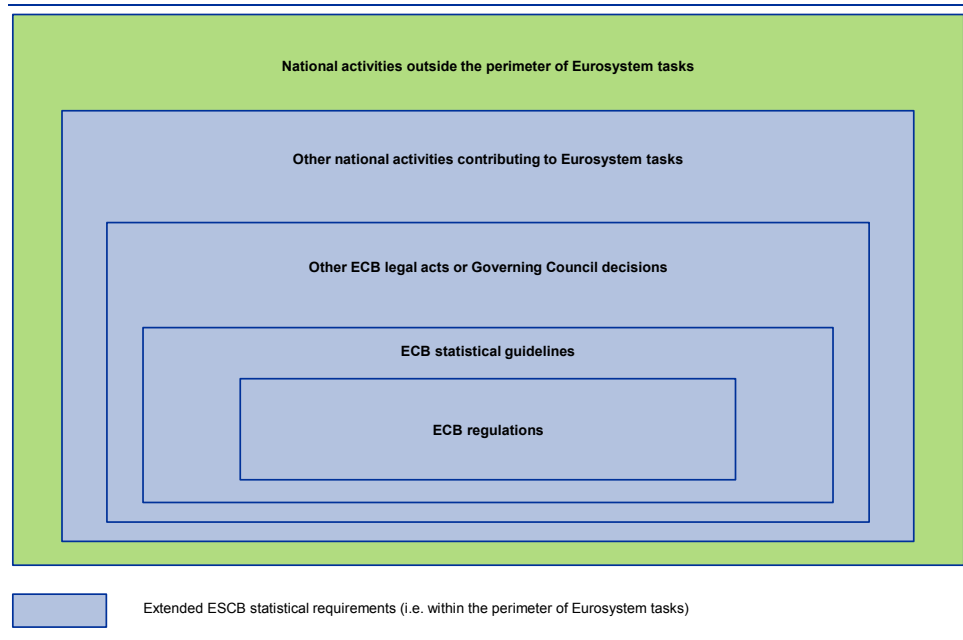 National activities outside the perimeter of Eurosystem tasks
Other national activities contributing to Eurosystem tasks
Other ECB legal acts or Governing Council decisions
ECB statistical guidelines
ECB regulations
Extended ESCB statistical requirements (i.e. within the perimeter of Eurosystem tasks)